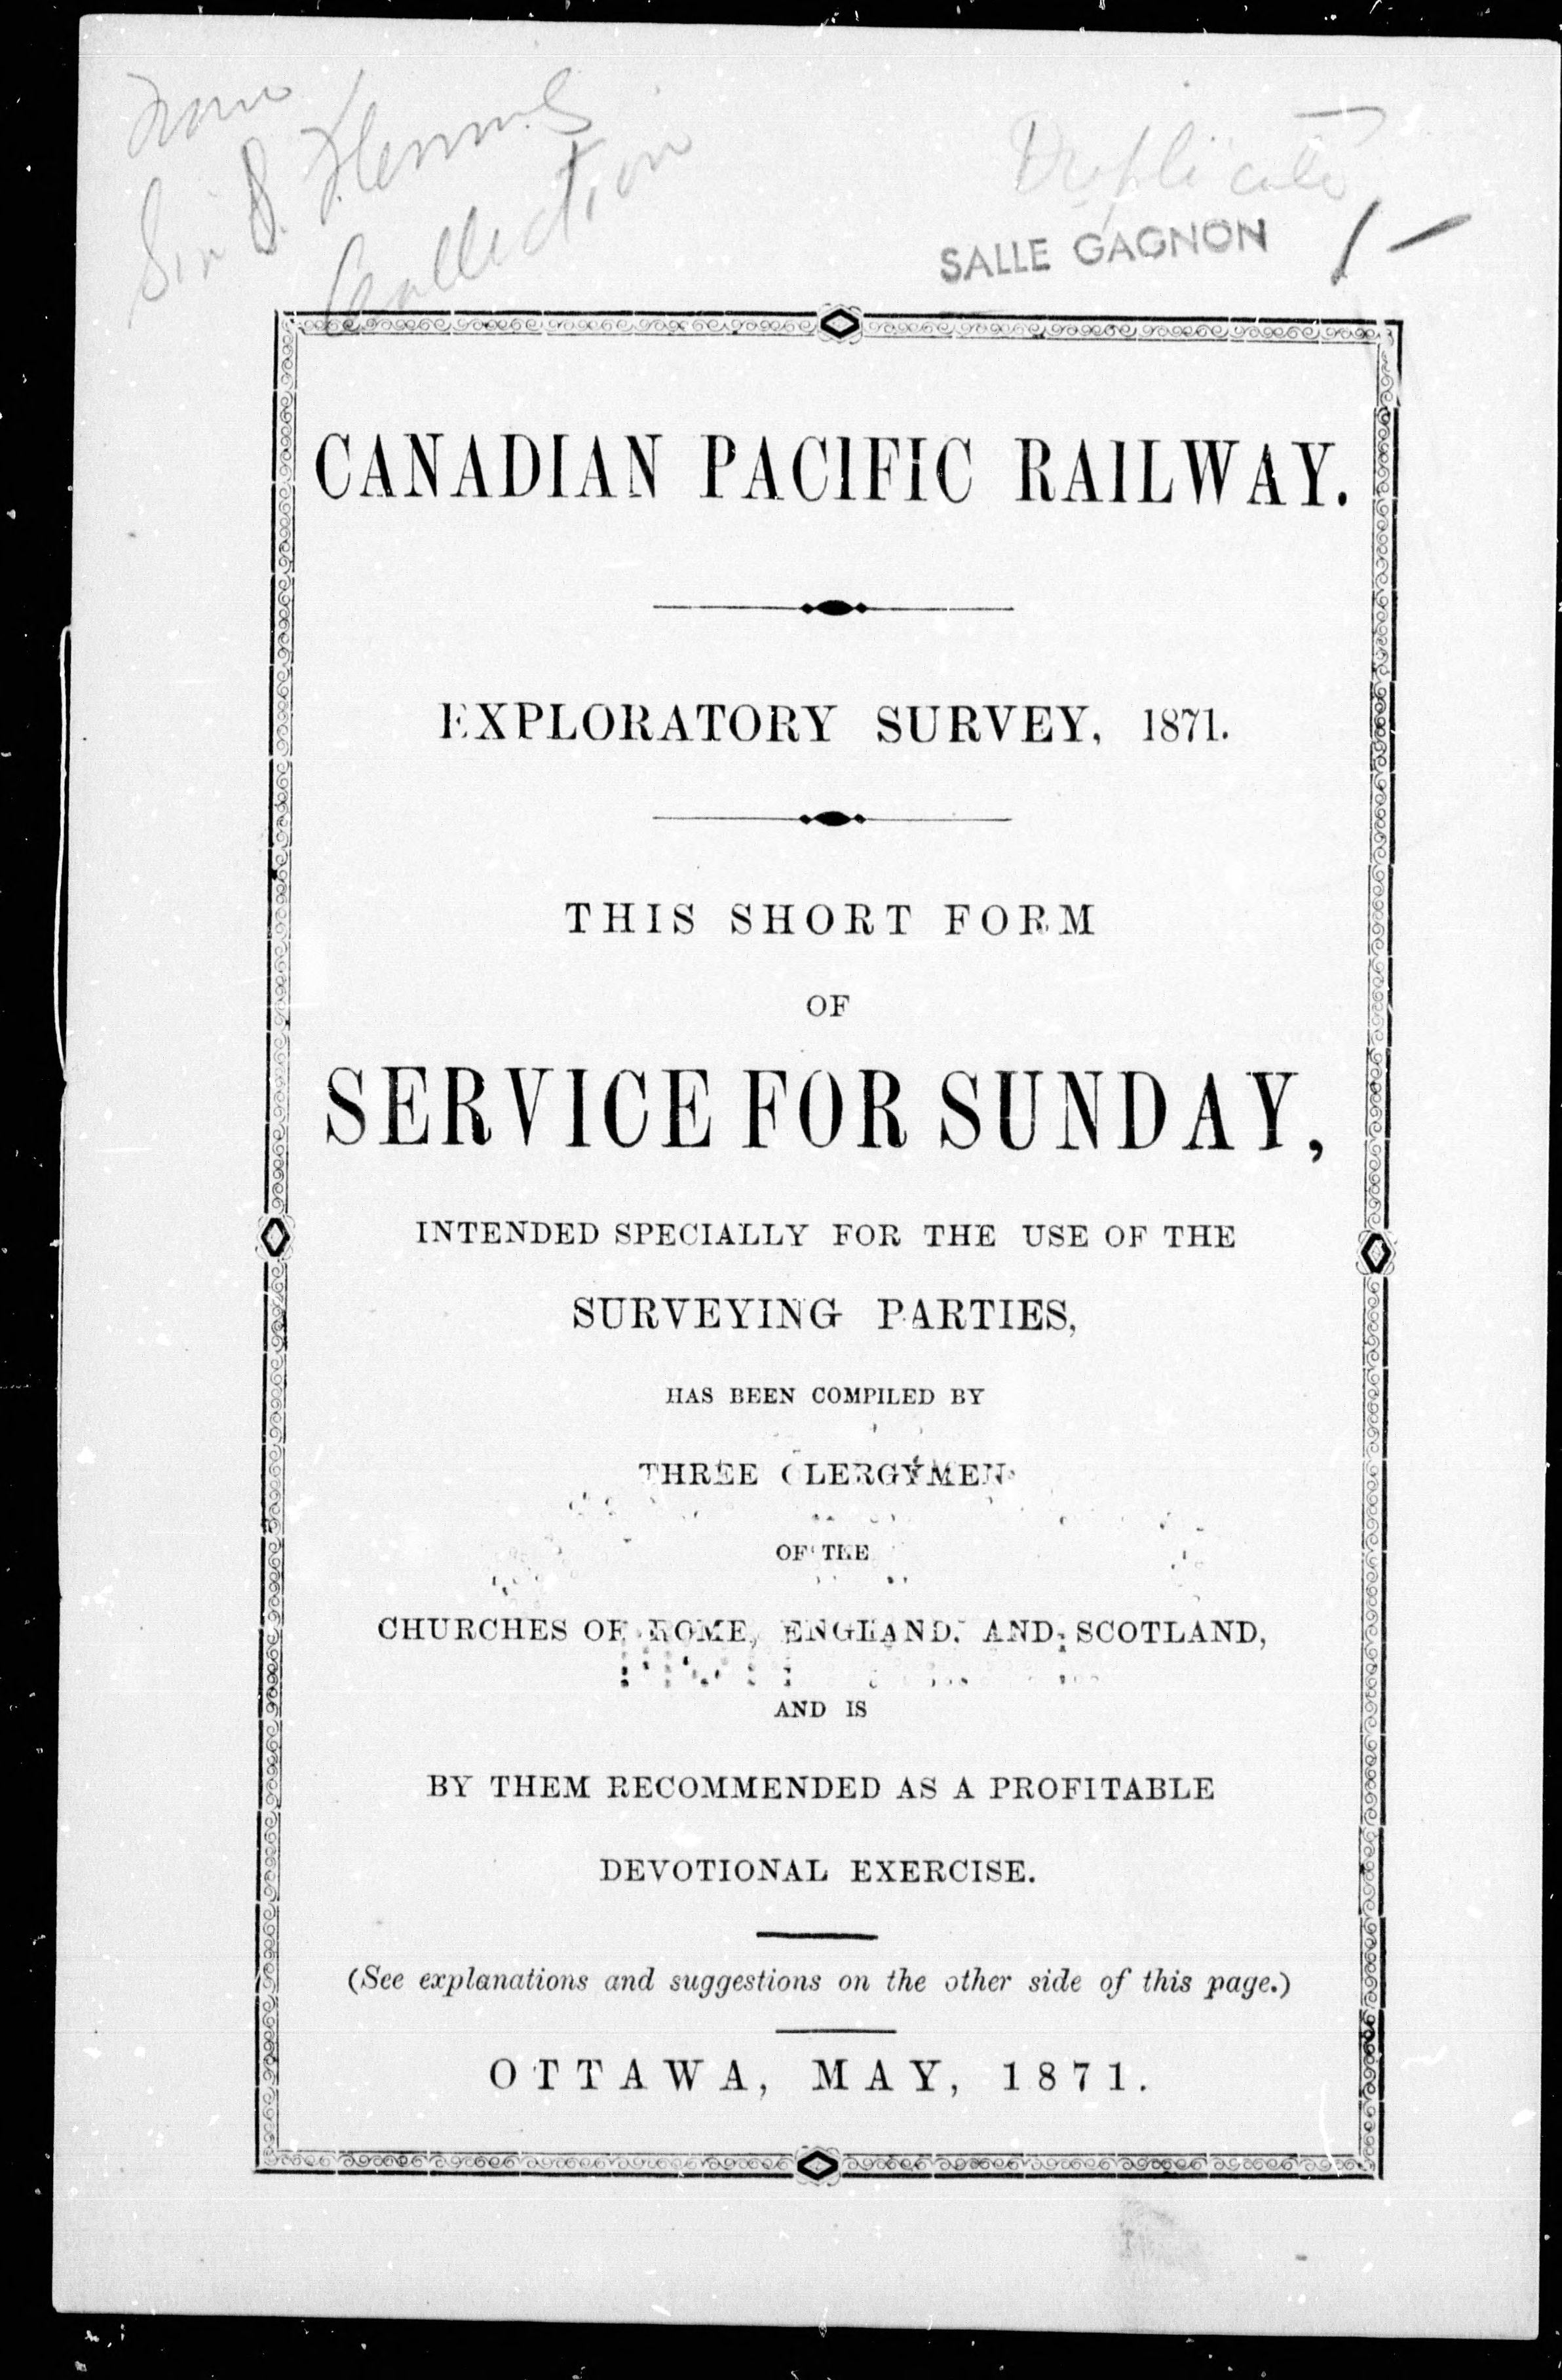 from
Sir S. Fleming's
Collection
Duplicate
SALLE GAGNON
1-
CANADIAN PACIFIC RAILWAY.
EXPLORATORY SURVEY, 1871.
THIS SHORT FORM
OF
SERVICE FOR SUNDAY,
INTENDED SPECIALLY FOR THE USE OF THE
SURVEYING PARTIES,
HAS BEEN COMPILED BY
THREE CLERGYMEN
OF THE
CHURCHES OF ROME, ENGLAND, AND SCOTLAND,
AND IS
BY THEM RECOMMENDED AS A PROFITABLE
DEVOTIONAL EXERCISE.
(See explanations and suggestions on the other side of this page.)
OTTAWA, MAY, 1871.